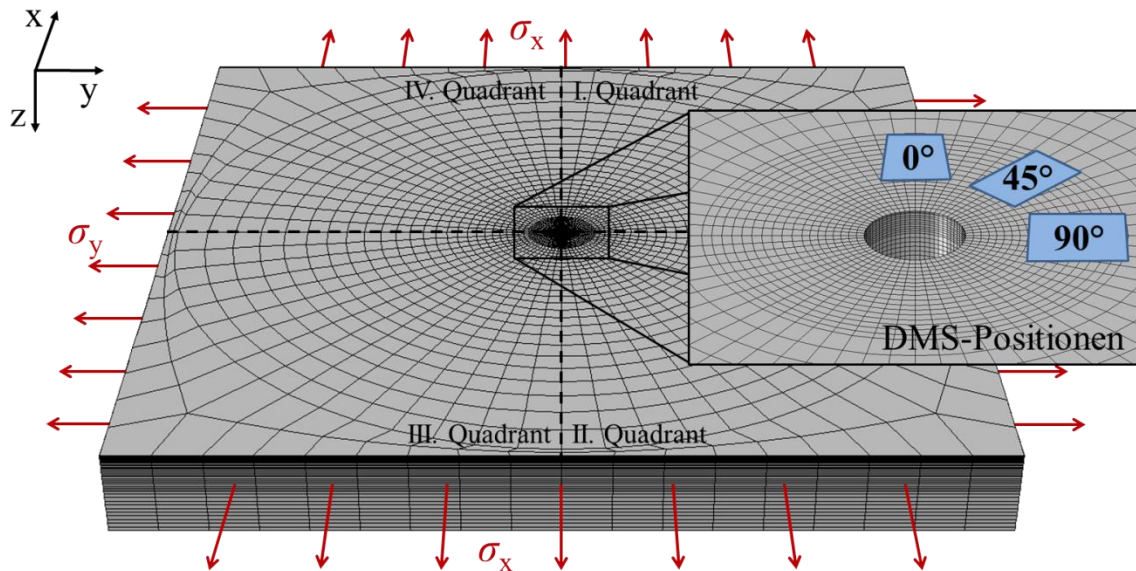 x
y
z
σx
IV. Quadrant
I. Quadrant
0°
45°
90°
DMS-Positionen
σy
III. Quadrant
II. Quadrant
σx